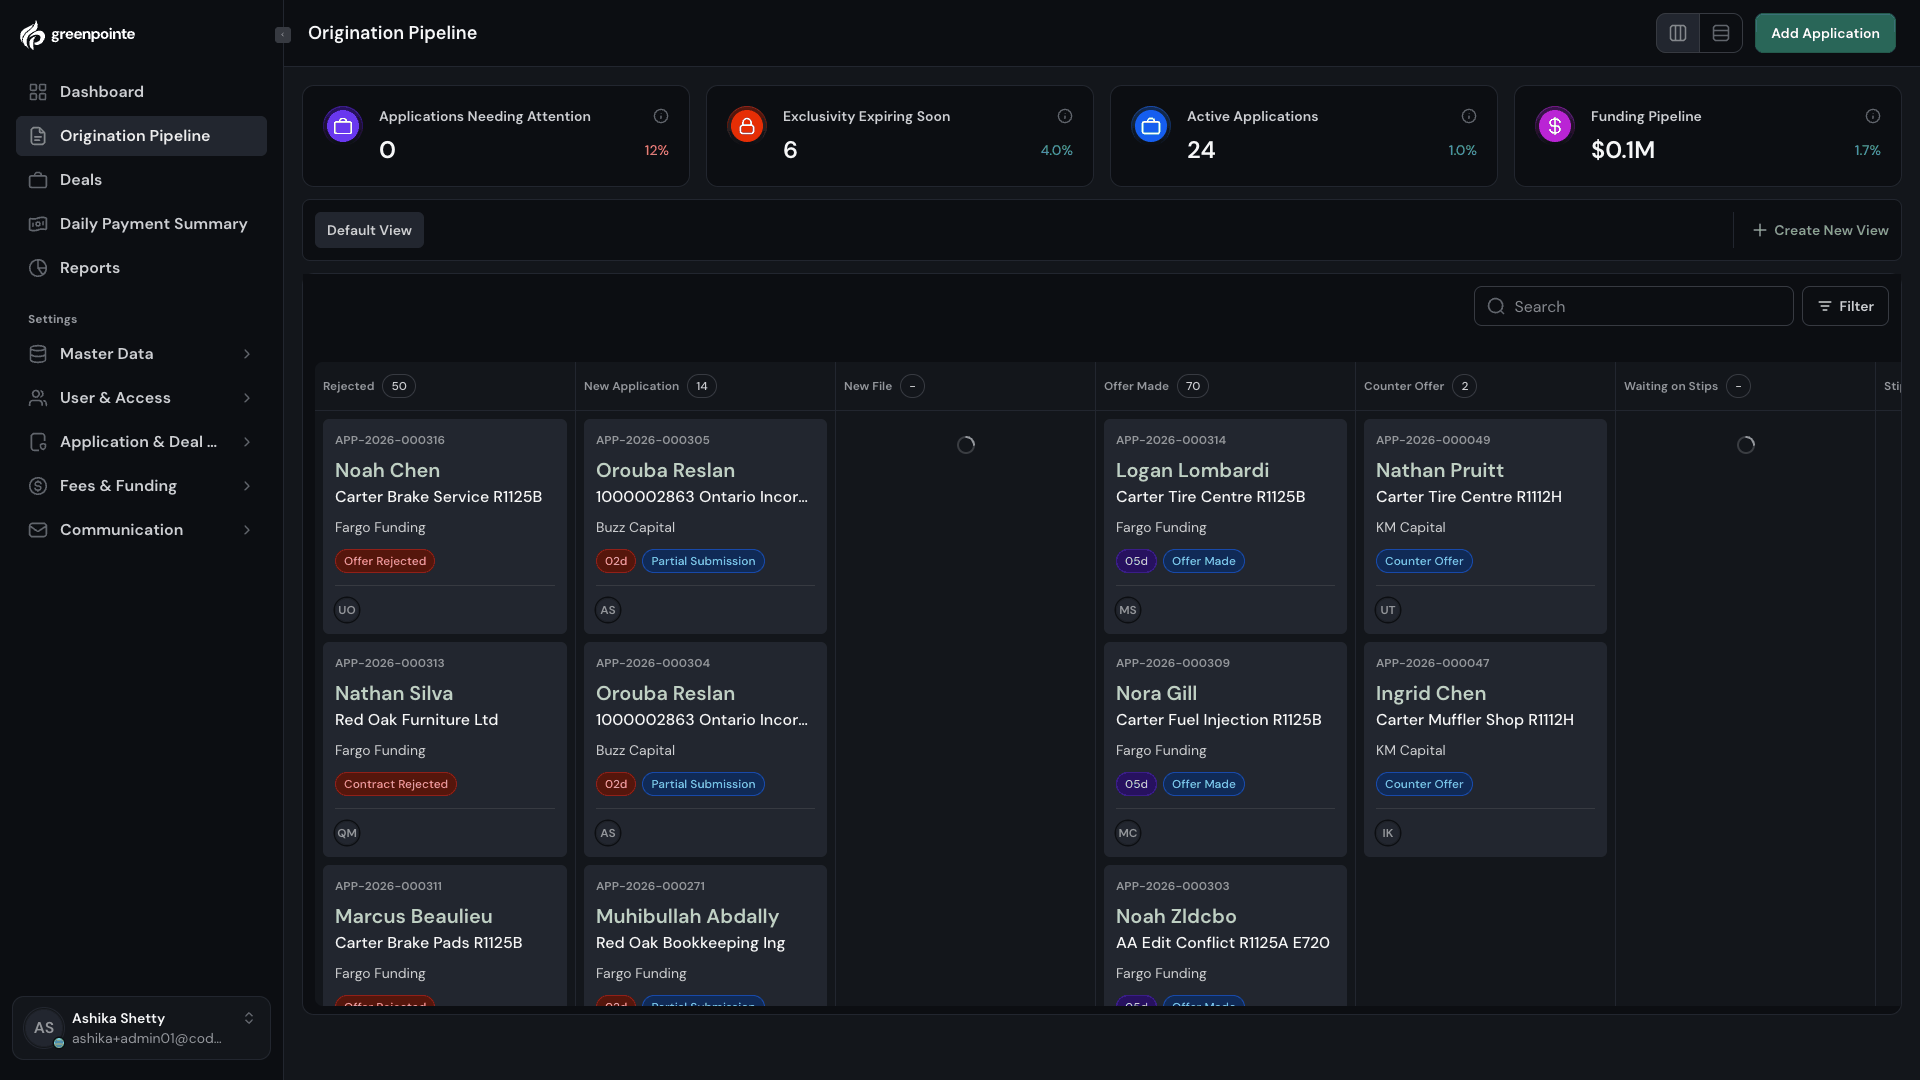 greenpointe
Origination Pipeline
Add Application
Dashboard
Origination Pipeline
Deals
Daily Payment Summary
Reports
Settings
Master Data
User & Access
Application & Deal ...
Fees & Funding
Communication
AS
Ashika Shetty
ashika+admin01@cod...
Applications Needing Attention
0
12%
Exclusivity Expiring Soon
6
4.0%
Active Applications
24
1.0%
Funding Pipeline
$0.1M
1.7%
Default View
Create New View
Search
Filter
Rejected 50
APP-2026-000316
Noah Chen
Carter Brake Service R1125B
Fargo Funding
Offer Rejected
UO
APP-2026-000313
Nathan Silva
Red Oak Furniture Ltd
Fargo Funding
Contract Rejected
QM
APP-2026-000311
Marcus Beaulieu
Carter Brake Pads R1125B
Fargo Funding
Offer Rejected
New Application 14
APP-2026-000305
Orouba Reslan
1000002863 Ontario Incor...
Buzz Capital
02d Partial Submission
AS
APP-2026-000304
Orouba Reslan
1000002863 Ontario Incor...
Buzz Capital
02d Partial Submission
AS
APP-2026-000271
Muhibullah Abdally
Red Oak Bookkeeping Ing
Fargo Funding
Partial Submission
New File -
Offer Made 70
APP-2026-000314
Logan Lombardi
Carter Tire Centre R1125B
Fargo Funding
05d Offer Made
MS
APP-2026-000309
Nora Gill
Carter Fuel Injection R1125B
Fargo Funding
05d Offer Made
MC
APP-2026-000303
Noah Zldcbo
AA Edit Conflict R1125A E720
Fargo Funding
05d Offer Made
Counter Offer 2
APP-2026-000049
Nathan Pruitt
Carter Tire Centre R1112H
KM Capital
Counter Offer
UT
APP-2026-000047
Ingrid Chen
Carter Muffler Shop R1112H
KM Capital
Counter Offer
IK
Waiting on Stips -